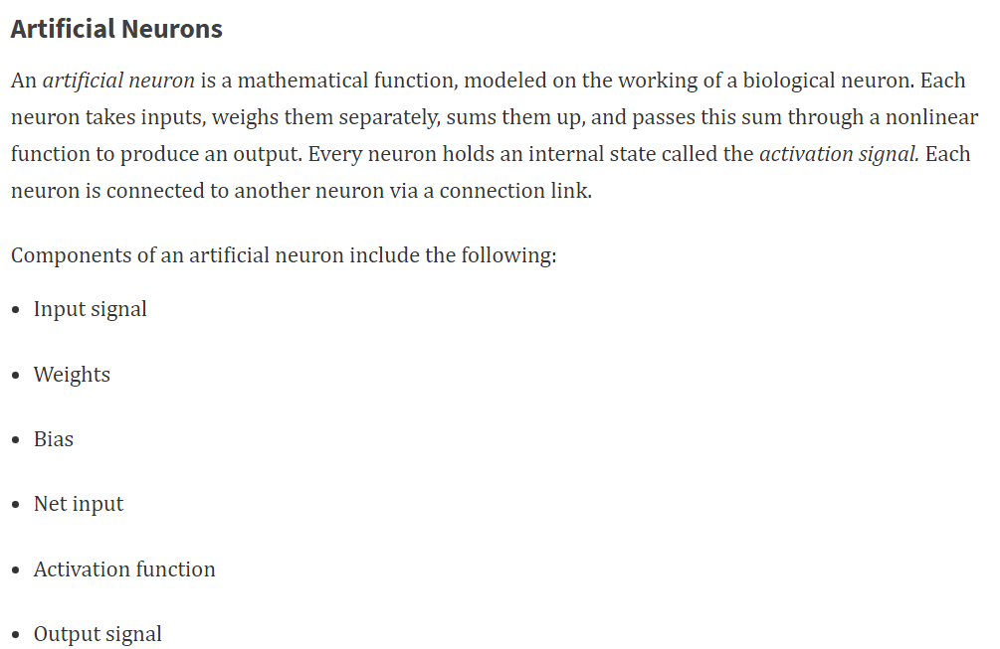 Artificial Neurons
An artificial neuron is a mathematical function, modeled on the working of a biological neuron. Each
neuron takes inputs, weighs them separately, sums them up, and passes this sum through a nonlinear
function to produce an output. Every neuron holds an internal state called the activation signal. Each
neuron is connected to another neuron via a connection link.
Components of an artificial neuron include the following:
• Input signal
• Weights
• Bias
• Net input
• Activation function
• Output signal